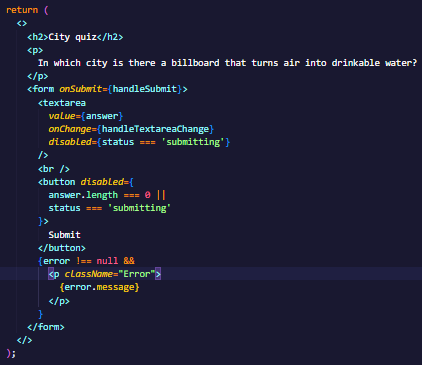 return (
  <>
    <h2>City quiz</h2>
    <p>
      In which city is there a billboard that turns air into drinkable water?
    </p>
    <form onSubmit={handleSubmit}>
      <textarea
        value={answer}
        onChange={handleTextareaChange}
        disabled={status === 'submitting'}
      />
      <br />
      <button disabled={
        answer.length === 0 ||
        status === 'submitting'
      }>
        Submit
      </button>
      {error !== null &&
        <p className="Error">
          {error.message}
        </p>
      }
    </form>
  </>
);